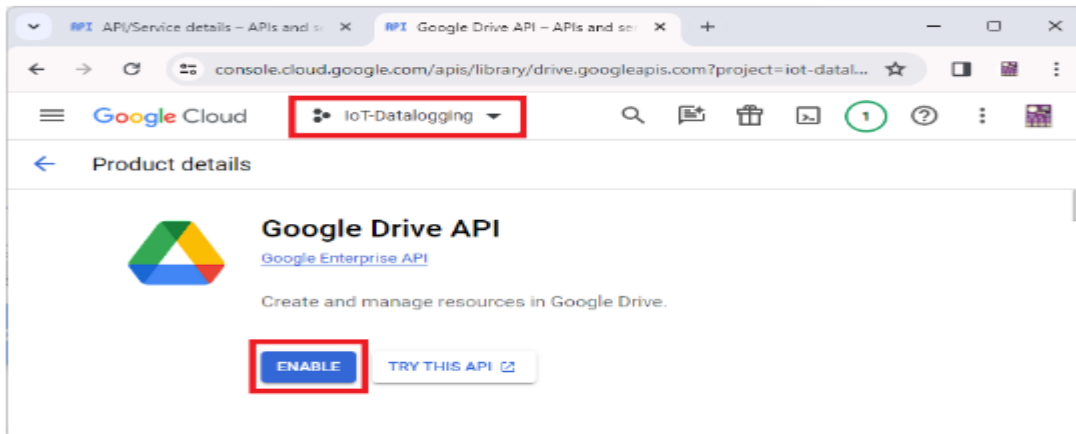 API API/Service details – APIs and s
API Google Drive API – APIs and se
console.cloud.google.com/apis/library/drive.googleapis.com?project=iot-datal...
Google Cloud
IoT-Datalogging
1
Product details
Google Drive API
Google Enterprise API
Create and manage resources in Google Drive.
ENABLE
TRY THIS API